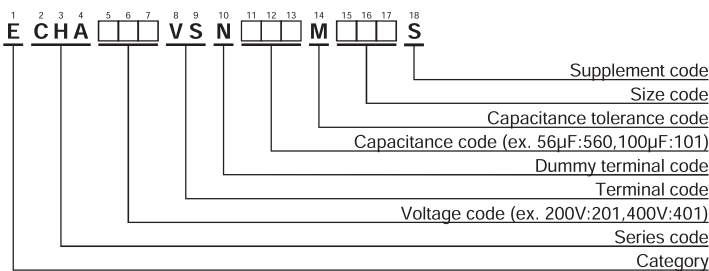 1 2 3 4 5 6 7 8 9 10 11 12 13 14 15 16 17 18
E CHA VS N M S
Supplement code
Size code
Capacitance tolerance code
Capacitance code (ex. 56µF:560,100µF:101)
Dummy terminal code
Terminal code
Voltage code (ex. 200V:201,400V:401)
Series code
Category